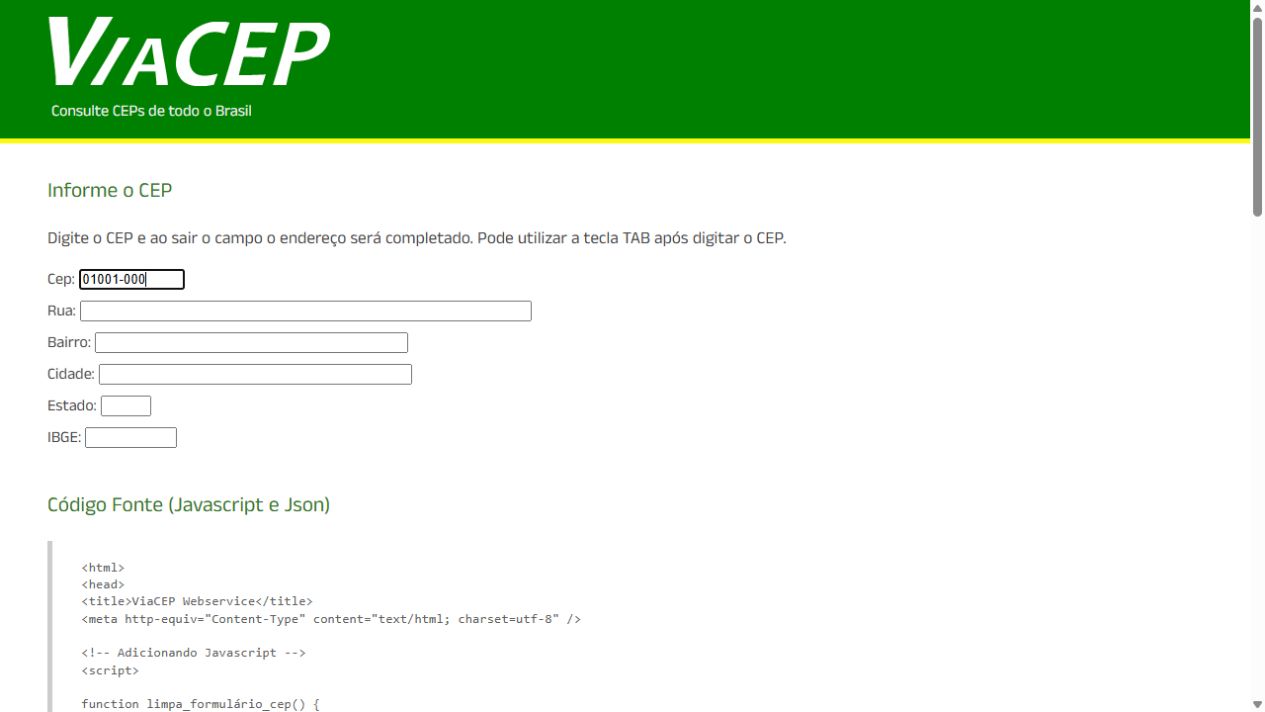 ViaCEP
Consulte CEPs de todo o Brasil
Informe o CEP
Digite o CEP e ao sair o campo o endereço será completado. Pode utilizar a tecla TAB após digitar o CEP.
Cep: 01001-000
Rua:
Bairro:
Cidade:
Estado:
IBGE:
Código Fonte (Javascript e Json)
<html>
<head>
<title>ViaCEP Webservice</title>
<meta http-equiv="Content-Type" content="text/html; charset=utf-8" />
<!-- Adicionando Javascript -->
<script>
function limpa_formulário_cep() {